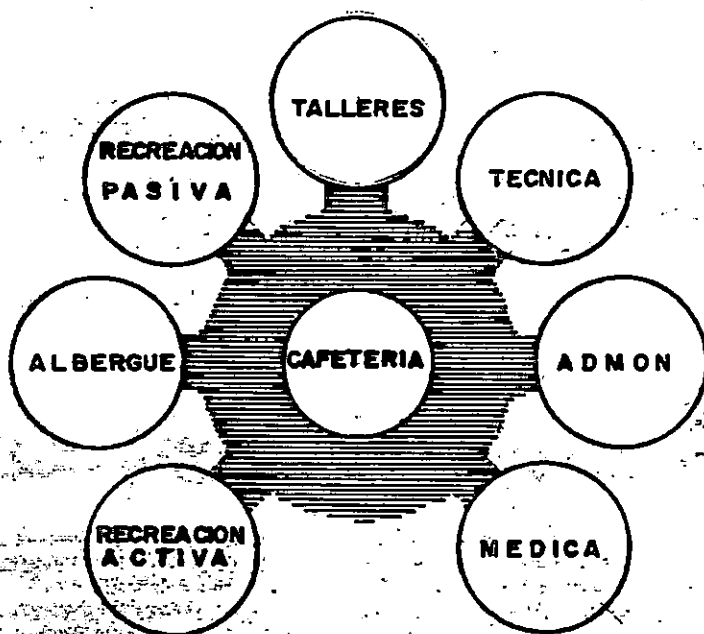 TALLERES
RECREACION
PASIVA
TECNICA
ALBERGUE
CAFETERIA
ADMON
RECREACION
ACTIVA
MEDICA